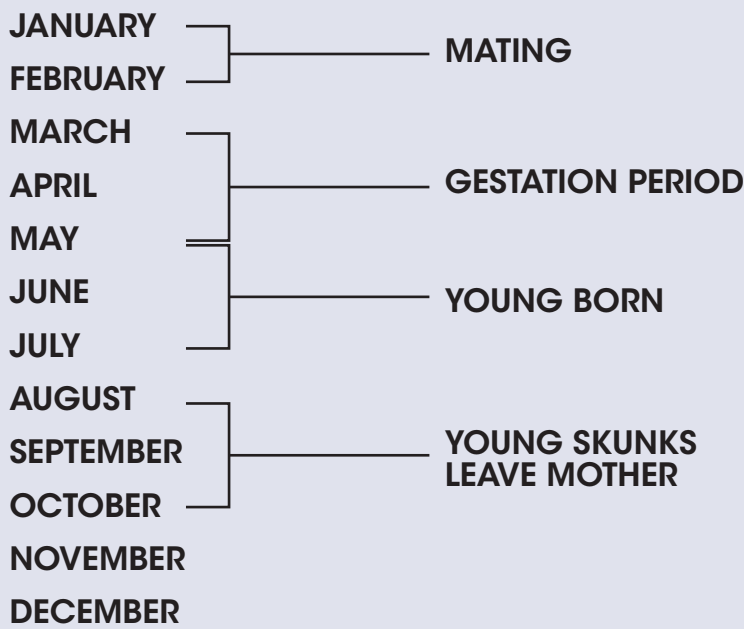 JANUARY
FEBRUARY
MATING
MARCH
APRIL
MAY
GESTATION PERIOD
JUNE
JULY
YOUNG BORN
AUGUST
SEPTEMBER
OCTOBER
YOUNG SKUNKS
LEAVE MOTHER
NOVEMBER
DECEMBER